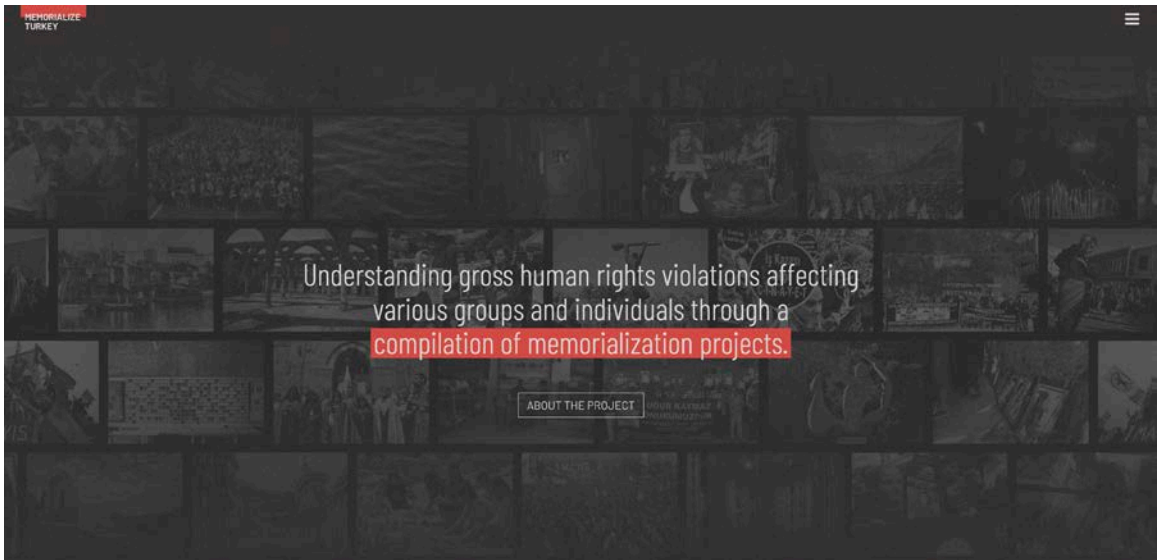 MEMORIALIZE
TURKEY
Understanding gross human rights violations affecting
various groups and individuals through a
compilation of memorialization projects.
ABOUT THE PROJECT